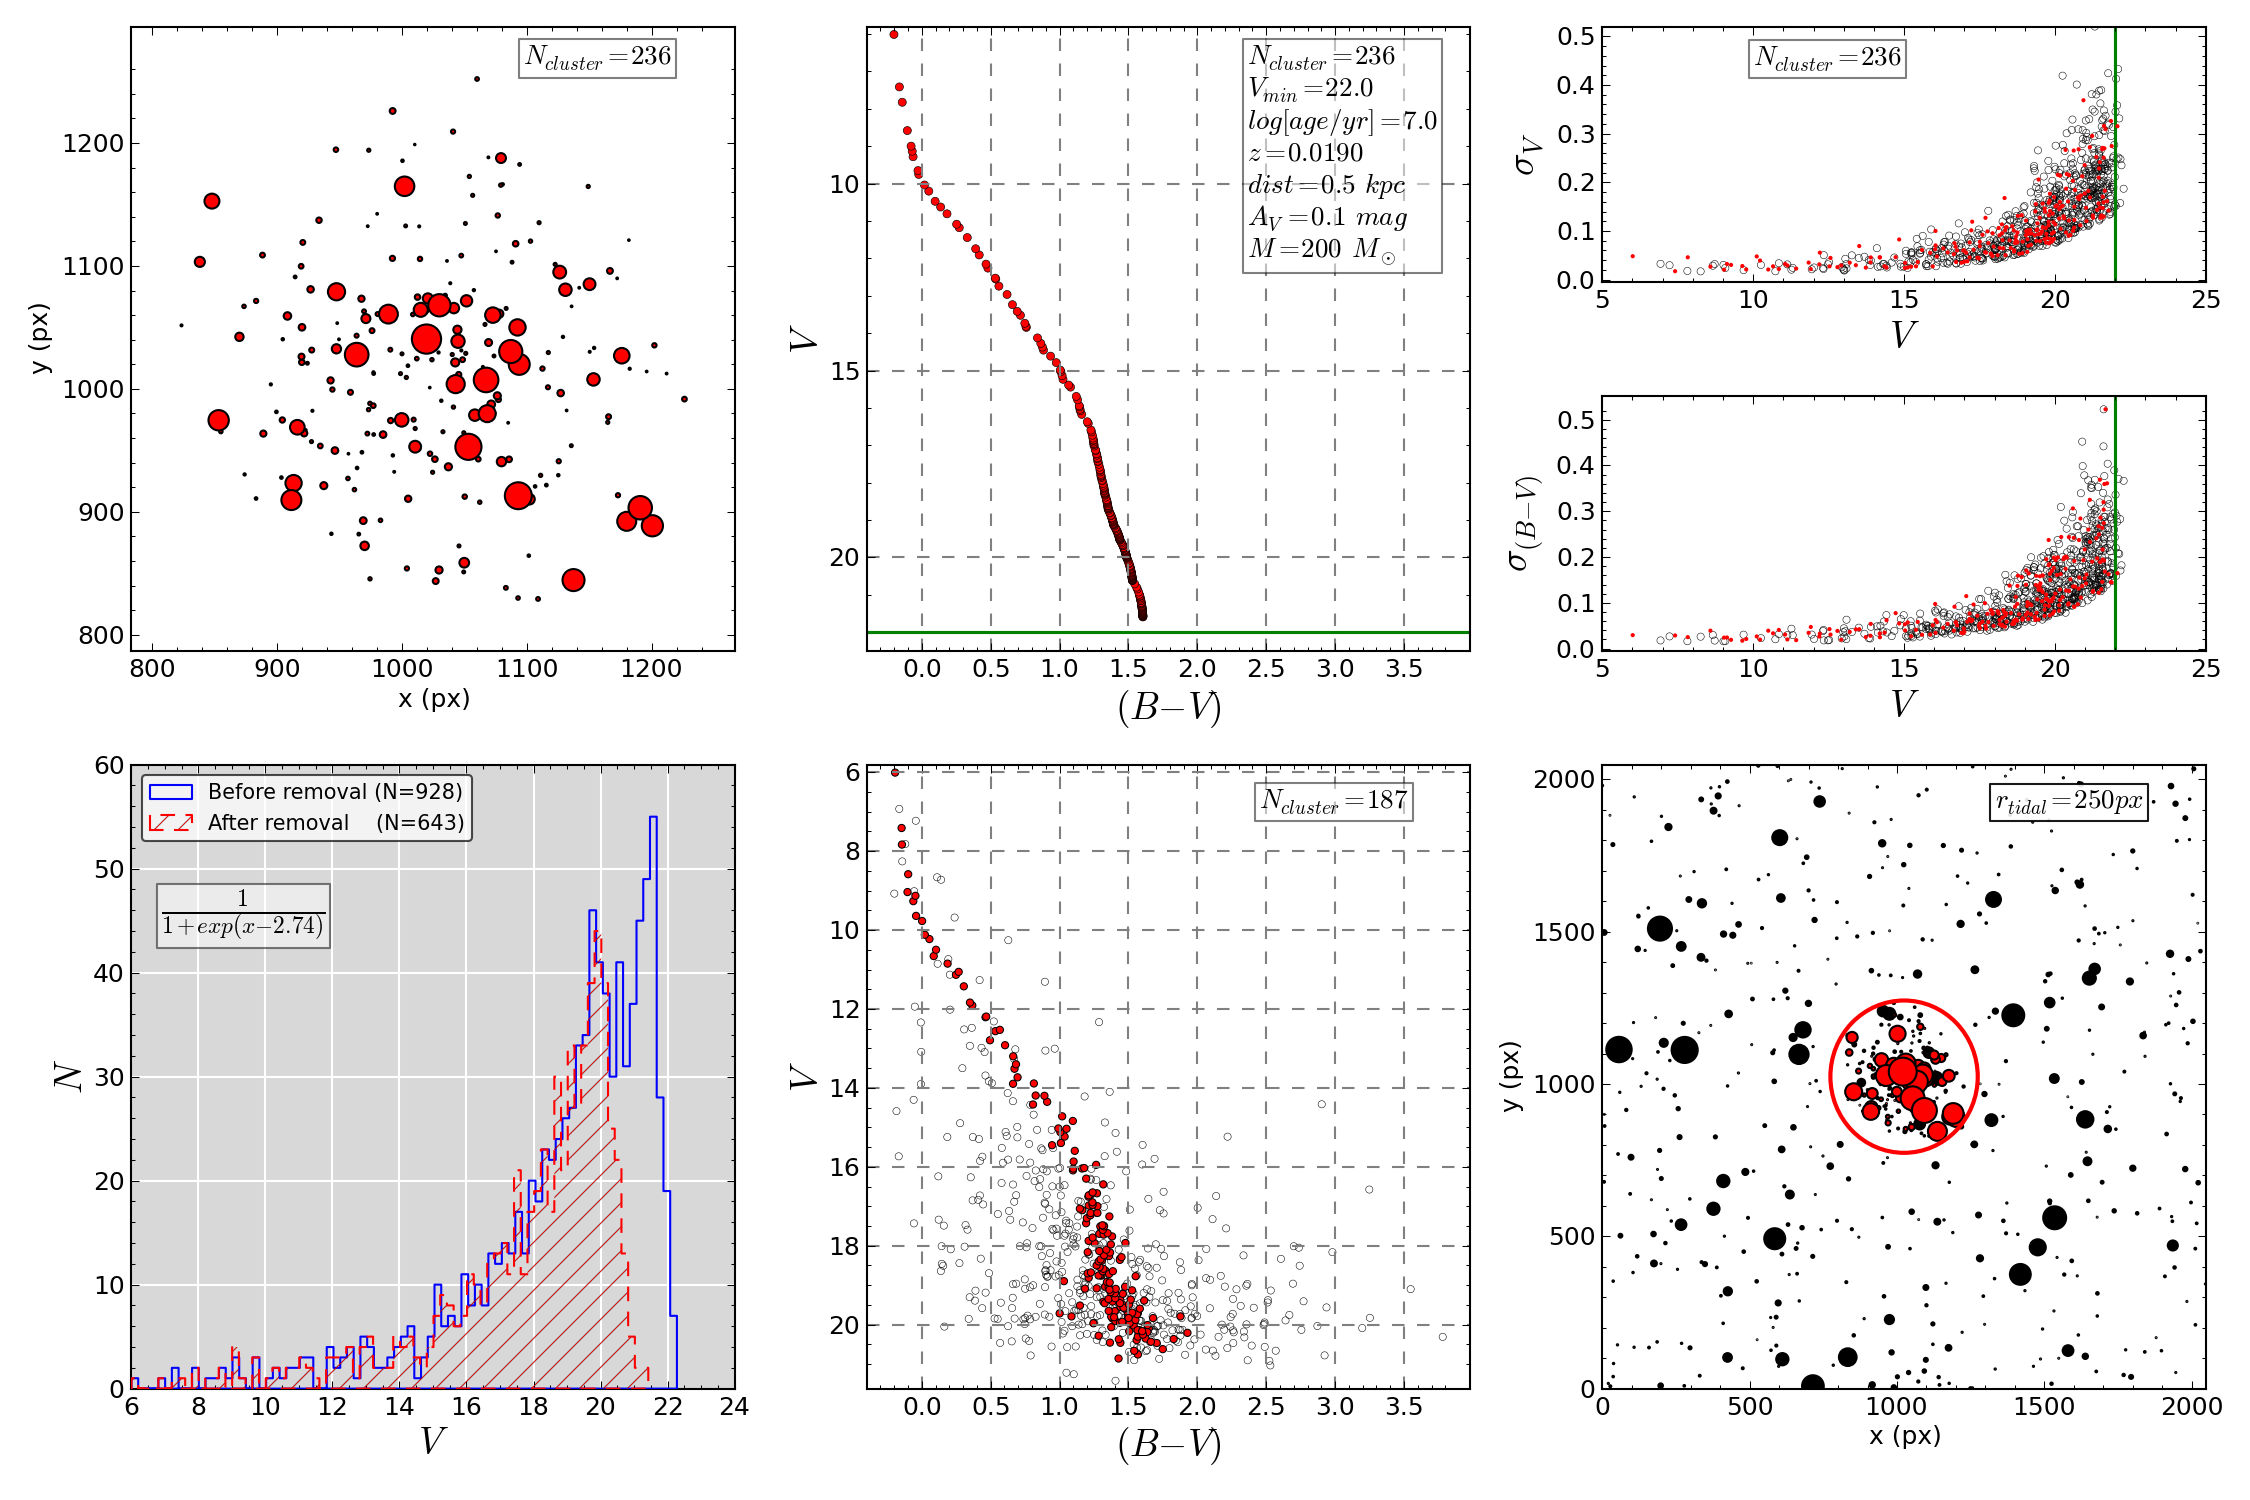 N_cluster=236
1200
1100
1000
900
800
y (px)
800 900 1000 1100 1200
x (px)
N_cluster=236
V_min=22.0
log[age/yr]=7.0
z=0.0190
dist=0.5 kpc
A_V=0.1 mag
M=200 M_⊙
10
15
20
V
0.0 0.5 1.0 1.5 2.0 2.5 3.0 3.5
(B−V)
N_cluster=236
0.5
0.4
0.3
0.2
0.1
0.0
σ_V
5 10 15 20 25
V
0.5
0.4
0.3
0.2
0.1
0.0
σ_(B−V)
5 10 15 20 25
V
Before removal (N=928)
After removal (N=643)
1
1+exp(x−2.74)
60
50
40
30
20
10
0
N
6 8 10 12 14 16 18 20 22 24
V
N_cluster=187
6
8
10
12
14
16
18
20
V
0.0 0.5 1.0 1.5 2.0 2.5 3.0 3.5
(B−V)
r_tidal=250px
2000
1500
1000
500
0
y (px)
0 500 1000 1500 2000
x (px)